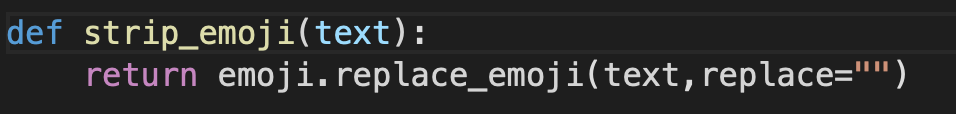 def strip_emoji(text):
    return emoji.replace_emoji(text,replace="")